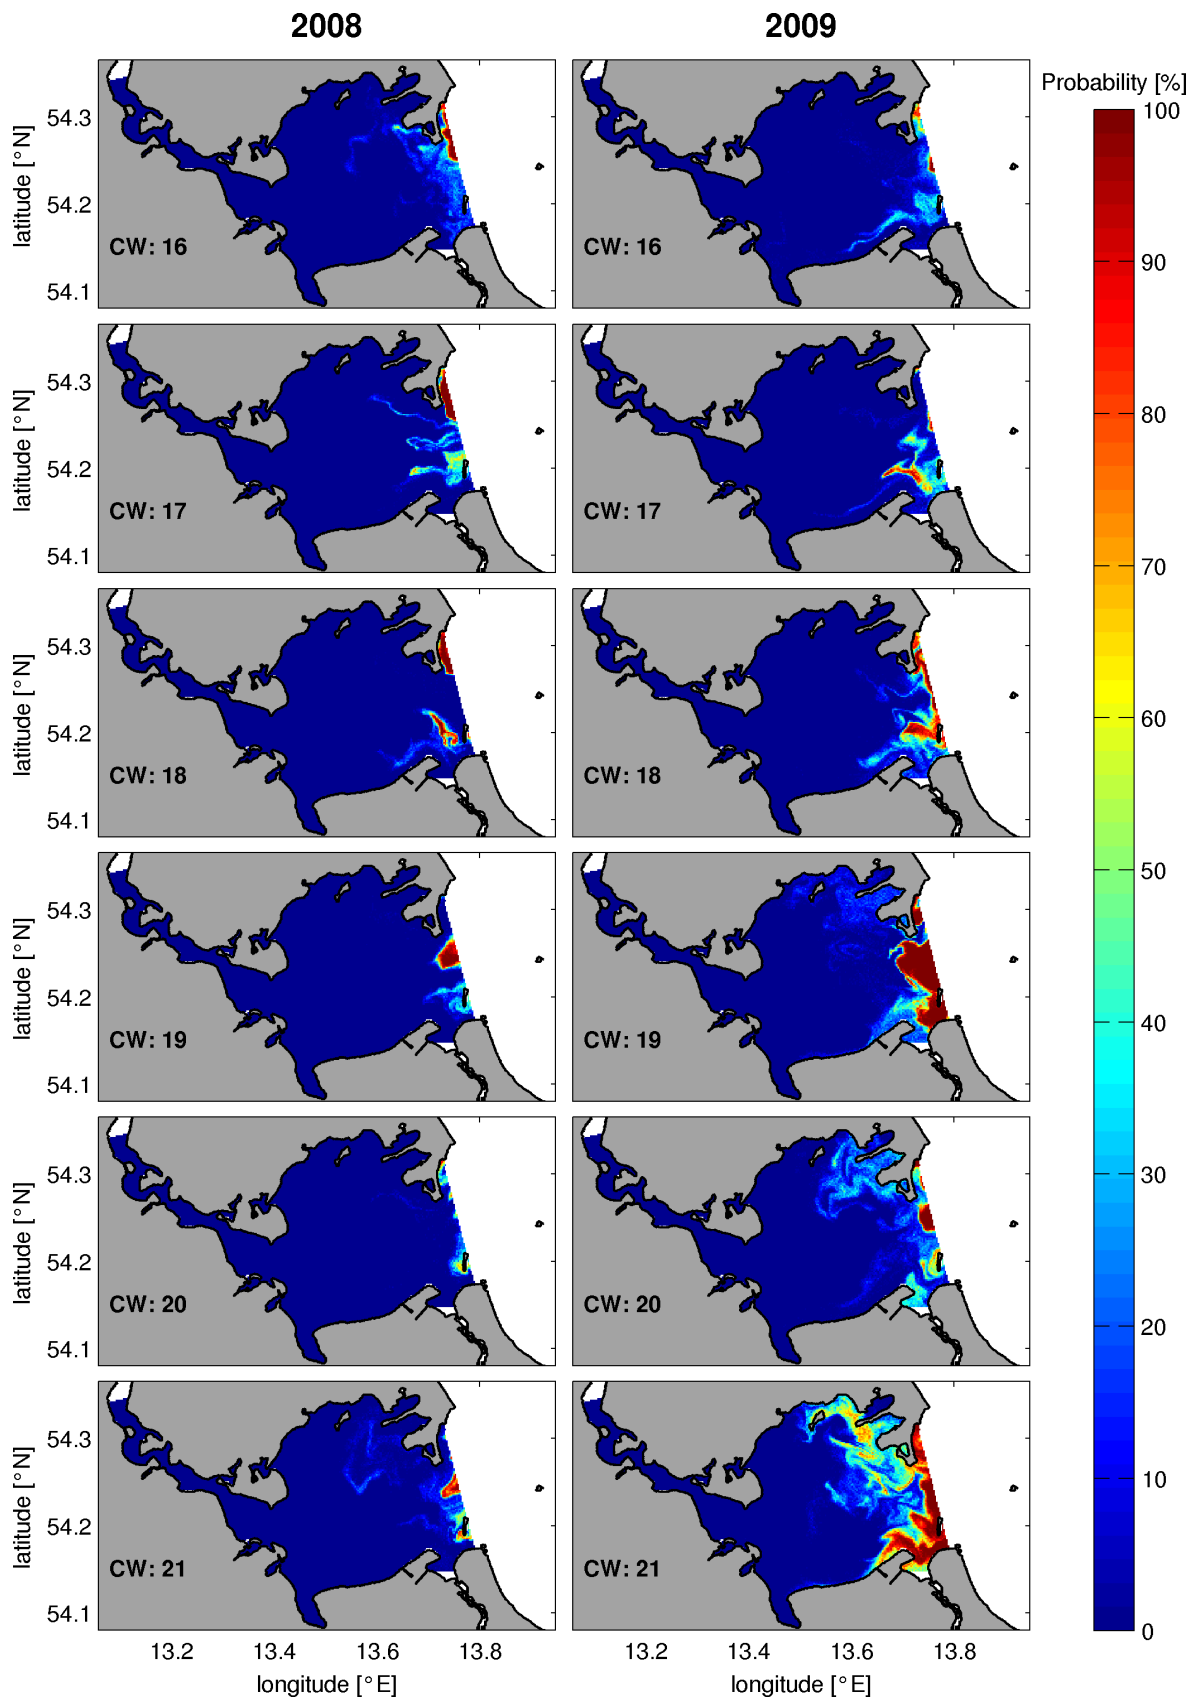 2008 2009
Probability [%]
latitude [°N] 54.3 54.2 54.1 CW: 16 CW: 16
latitude [°N] 54.3 54.2 54.1 CW: 17 CW: 17
latitude [°N] 54.3 54.2 54.1 CW: 18 CW: 18
latitude [°N] 54.3 54.2 54.1 CW: 19 CW: 19
latitude [°N] 54.3 54.2 54.1 CW: 20 CW: 20
latitude [°N] 54.3 54.2 54.1 CW: 21 CW: 21
13.2 13.4 13.6 13.8 13.2 13.4 13.6 13.8
longitude [°E] longitude [°E]
100
90
80
70
60
50
40
30
20
10
0